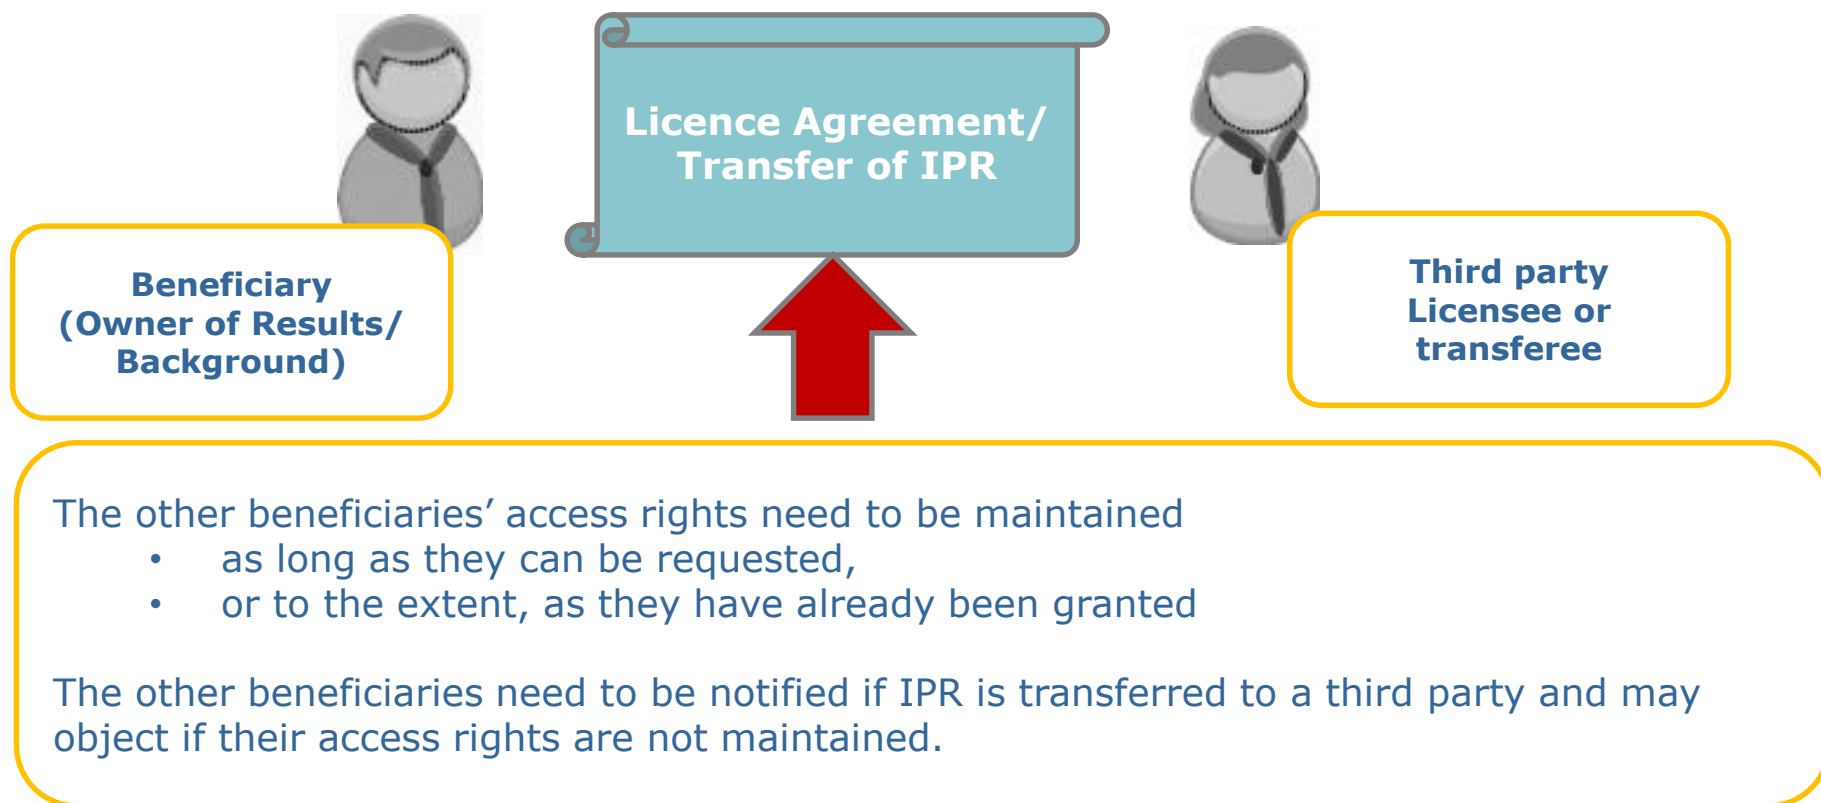 Licence Agreement/
Transfer of IPR
Beneficiary
(Owner of Results/
Background)
Third party
Licensee or
transferee
The other beneficiaries’ access rights need to be maintained
• as long as they can be requested,
• or to the extent, as they have already been granted
The other beneficiaries need to be notified if IPR is transferred to a third party and may
object if their access rights are not maintained.